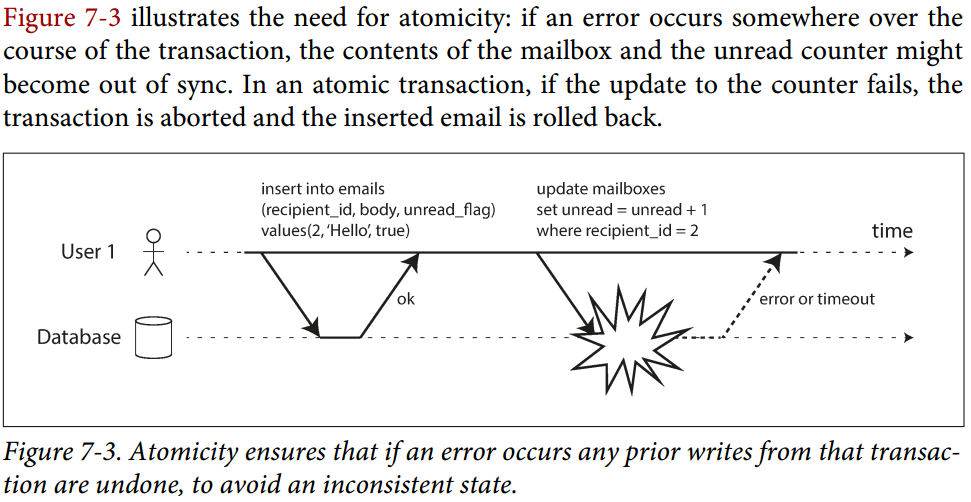 Figure 7-3 illustrates the need for atomicity: if an error occurs somewhere over the
course of the transaction, the contents of the mailbox and the unread counter might
become out of sync. In an atomic transaction, if the update to the counter fails, the
transaction is aborted and the inserted email is rolled back.
insert into emails
(recipient_id, body, unread_flag)
values(2, ‘Hello’, true)
update mailboxes
set unread = unread + 1
where recipient_id = 2
time
User 1
ok
error or timeout
Database
Figure 7-3. Atomicity ensures that if an error occurs any prior writes from that transac-
tion are undone, to avoid an inconsistent state.